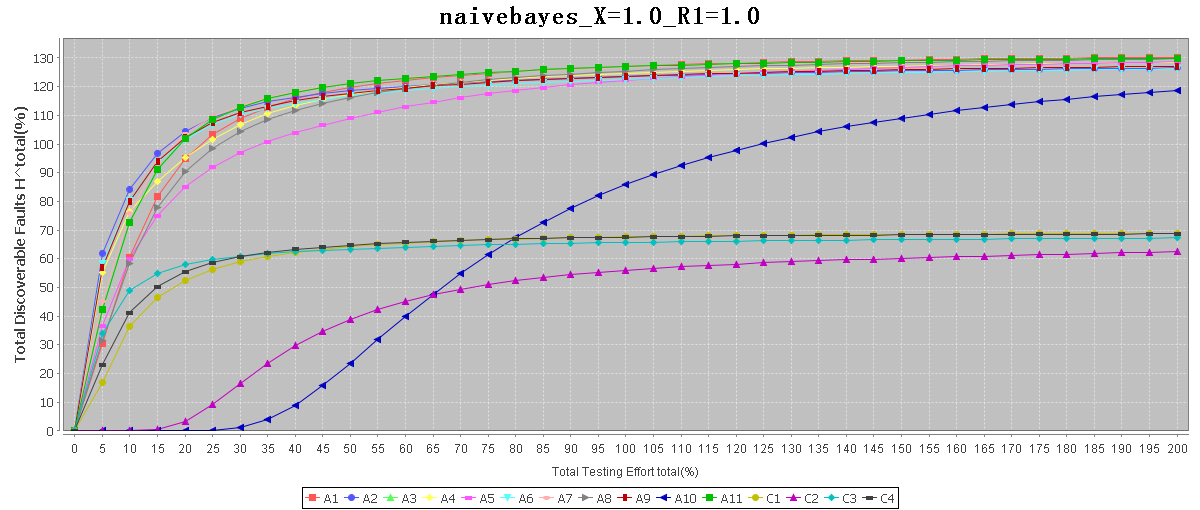 naivebayes_X=1.0_R1=1.0
Total Discoverable Faults H^total(%)
130
120
110
100
90
80
70
60
50
40
30
20
10
0
0 5 10 15 20 25 30 35 40 45 50 55 60 65 70 75 80 85 90 95 100 105 110 115 120 125 130 135 140 145 150 155 160 165 170 175 180 185 190 195 200
Total Testing Effort total(%)
A1 A2 A3 A4 A5 A6 A7 A8 A9 A10 A11 C1 C2 C3 C4